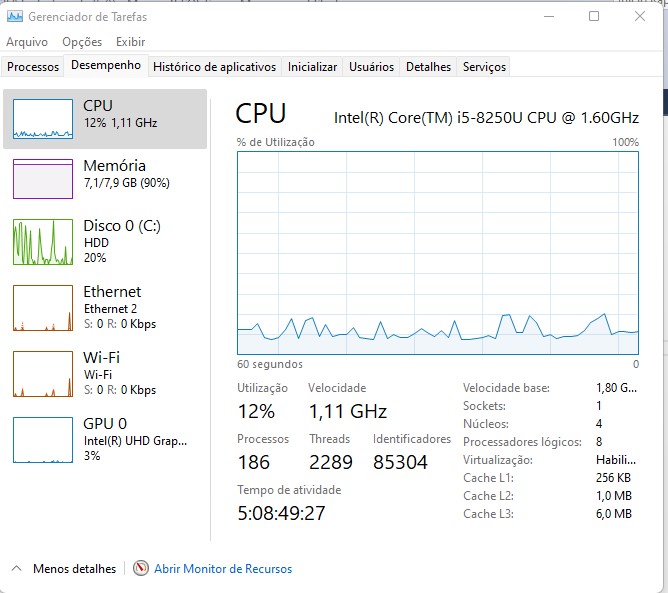 Gerenciador de Tarefas
Arquivo Opções Exibir
Processos Desempenho Histórico de aplicativos Inicializar Usuários Detalhes Serviços
CPU
12% 1,11 GHz
Memória
7,1/7,9 GB (90%)
Disco 0 (C:)
HDD
20%
Ethernet
Ethernet 2
S: 0 R: 0 Kbps
Wi-Fi
Wi-Fi
S: 0 R: 0 Kbps
GPU 0
Intel(R) UHD Grap...
3%
CPU Intel(R) Core(TM) i5-8250U CPU @ 1.60GHz
% de Utilização 100%
60 segundos 0
Utilização Velocidade
12% 1,11 GHz
Processos Threads Identificadores
186 2289 85304
Tempo de atividade
5:08:49:27
Velocidade base: 1,80 G...
Sockets: 1
Núcleos: 4
Processadores lógicos: 8
Virtualização: Habili...
Cache L1: 256 KB
Cache L2: 1,0 MB
Cache L3: 6,0 MB
Menos detalhes Abrir Monitor de Recursos